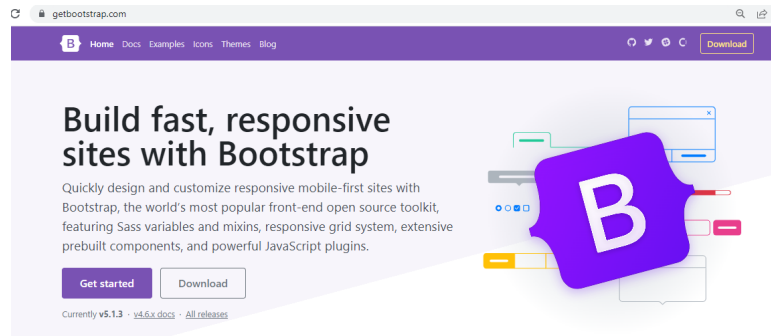 getbootstrap.com
B Home Docs Examples Icons Themes Blog Download
Build fast, responsive
sites with Bootstrap
Quickly design and customize responsive mobile-first sites with
Bootstrap, the world's most popular front-end open source toolkit,
featuring Sass variables and mixins, responsive grid system, extensive
prebuilt components, and powerful JavaScript plugins.
Get started Download
Currently v5.1.3 · v4.6.x docs · All releases
B